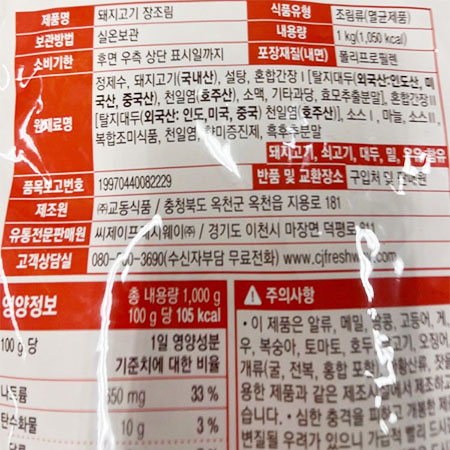 제품명 돼지고기 장조림 식품유형 조림류(멸균제품)
보관방법 실온보관 내용량 1 kg(1,050 kcal)
소비기한 후면 우측 상단 표시일까지 포장재질(내면) 폴리프로필렌
원재료명 정제수, 돼지고기(국내산), 설탕, 혼합간장 I [탈지대두(외국산:인도산, 미
국산, 중국산), 천일염(호주산), 소맥, 기타과당, 효모추출분말], 혼합간장 II
[탈지대두(외국산: 인도, 미국, 중국) 천일염(호주산)], 소스 I, 마늘, 소스 II,
복합조미식품, 천일염, 향미증진제, 흑후추분말
돼지고기, 쇠고기, 대두, 밀, 우유 함유
품목보고번호 19970440082229 반품 및 교환장소 구입처 및
제조원 ㈜교동식품 / 충청북도 옥천군 옥천읍 지용로 181
유통전문판매원 씨제이프레시웨이㈜ / 경기도 이천시 마장면 덕평로
고객상담실 080-500-3690(수신자부담 무료전화) www.cjfreshway.com
영양정보 총 내용량 1,000 g
100 g 당 105 kcal
100 g 당 1일 영양성분
기준치에 대한 비율
나트륨 650 mg 33 %
탄수화물 10 g 3 %
당류
주의사항
• 이 제품은 알류, 메밀, 땅콩, 고등어, 게,
우, 복숭아, 토마토, 호두, 닭고기, 오징어,
개류(굴, 전복, 홍합 포함), 아황산류, 잣을
용한 제품과 같은 제조시설에서 제조하고
습니다. • 심한 충격을 피하고 개봉한 제
변질될 우려가 있으니 가급적 빨리 드시